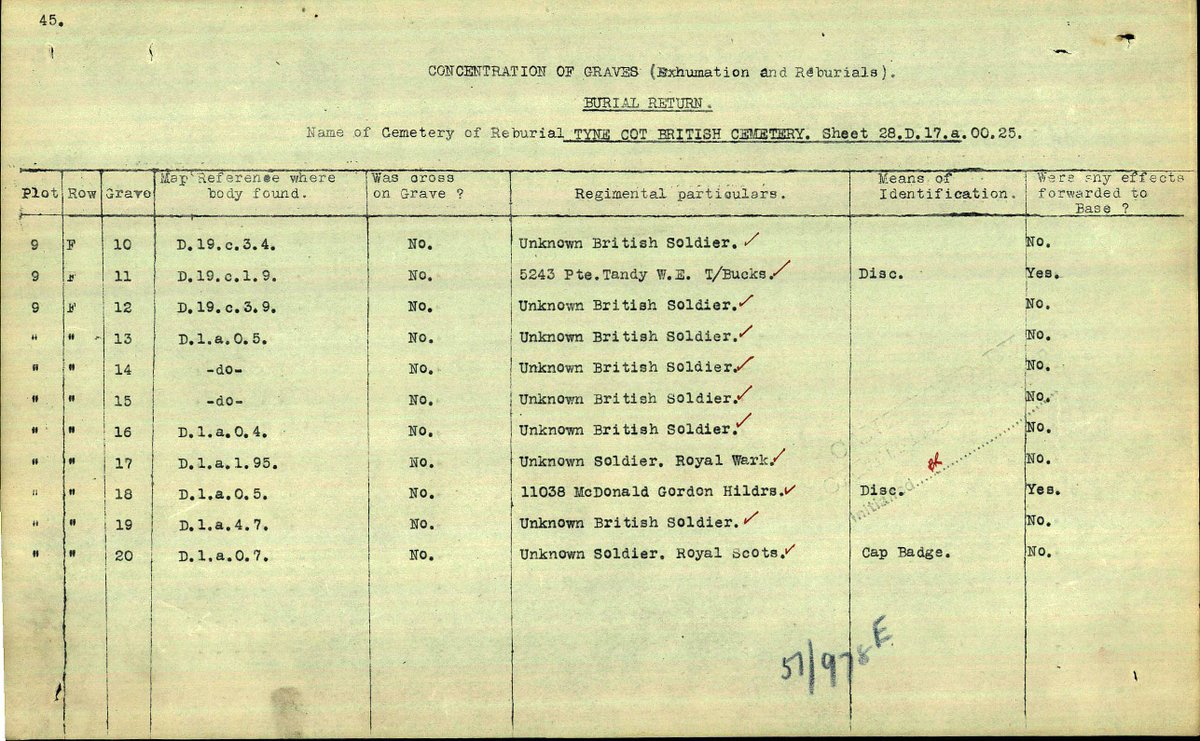 45.
CONCENTRATION OF GRAVES (Exhumation and Reburials).
BURIAL RETURN.
Name of Cemetery of Reburial TYNE COT BRITISH CEMETERY. Sheet 28.D.17.a.00.25.
Plot Row Grave Map Reference where body found. Was cross on Grave ? Regimental particulars. Means of Identification. Were any effects forwarded to Base ?
9 F 10 D.19.c.3.4. No. Unknown British Soldier. ✓ No.
9 F 11 D.19.c.1.9. No. 5243 Pte.Tandy W.E. T/Bucks. ✓ Disc. Yes.
9 F 12 D.19.c.3.9. No. Unknown British Soldier. ✓ No.
" " 13 D.1.a.0.5. No. Unknown British Soldier. ✓ No.
" " 14 -do- No. Unknown British Soldier. ✓ No.
" " 15 -do- No. Unknown British Soldier. ✓ No.
" " 16 D.1.a.0.4. No. Unknown British Soldier. ✓ No.
" " 17 D.1.a.1.95. No. Unknown Soldier. Royal Wark. ✓ No.
" " 18 D.1.a.0.5. No. 11038 McDonald Gordon Hildrs. ✓ Disc. Yes.
" " 19 D.1.a.4.7. No. Unknown British Soldier. ✓ No.
" " 20 D.1.a.0.7. No. Unknown Soldier. Royal Scots. ✓ Cap Badge. No.
Initialled
57/978 E